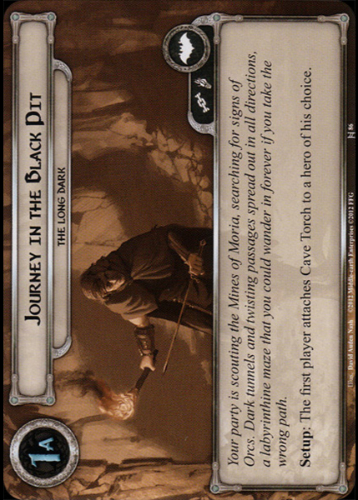 1A
JOURNEY IN THE BLACK PIT
THE LONG DARK
Your party is scouting the Mines of Moria, searching for signs of
Orcs. Dark tunnels and twisting passages spread out in all directions,
a labyrinthine maze that you could wander in forever if you take the
wrong path.
Setup: The first player attaches Cave Torch to a hero of his choice.
Illus. David Auden Nash ©2012 Middle-earth Enterprises ©2012 FFG 86